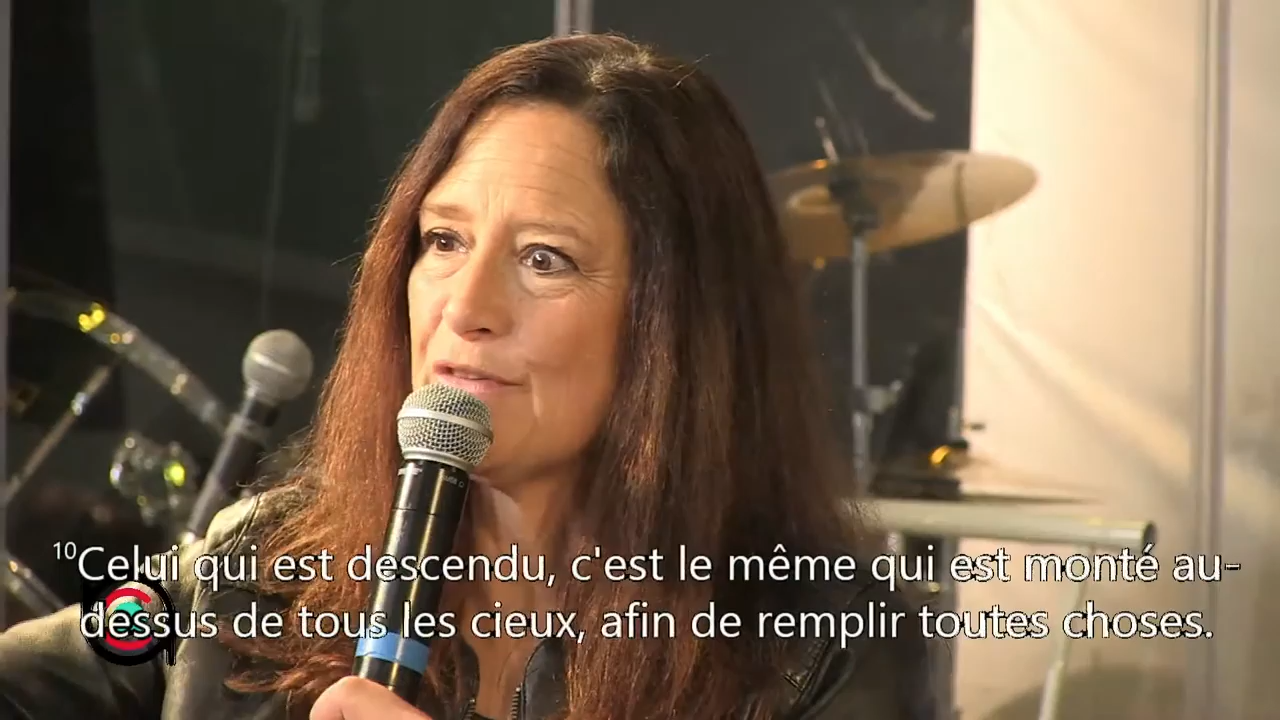 ¹⁰Celui qui est descendu, c'est le même qui est monté au-
dessus de tous les cieux, afin de remplir toutes choses.